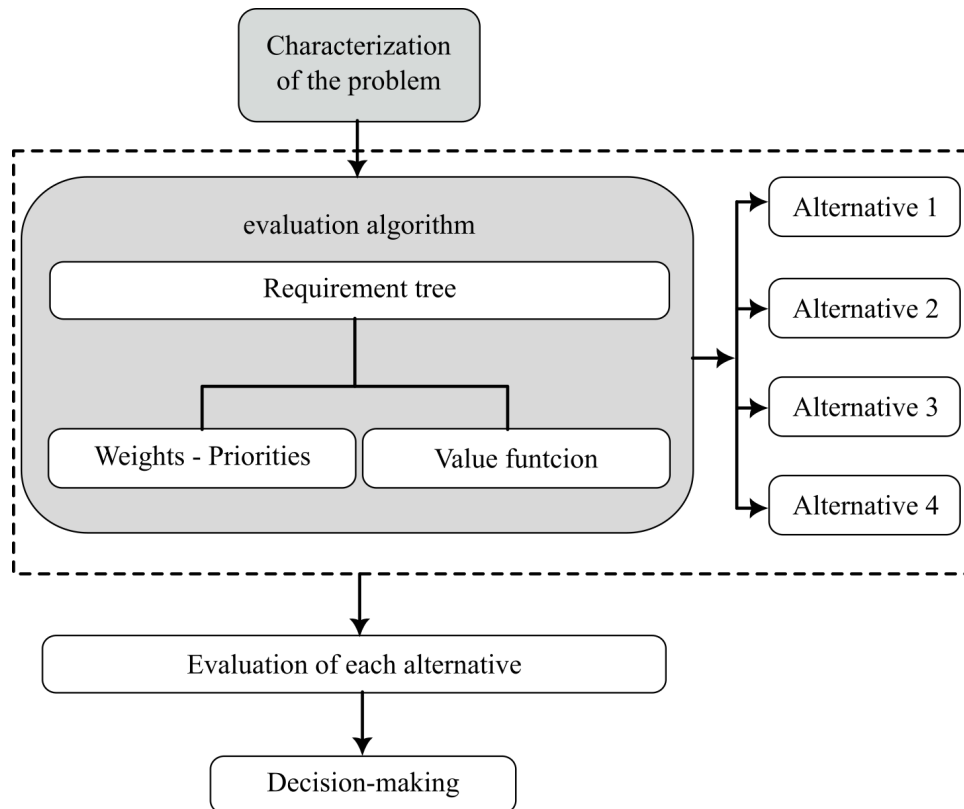 Characterization
of the problem
evaluation algorithm
Requirement tree
Weights - Priorities
Value funtcion
Alternative 1
Alternative 2
Alternative 3
Alternative 4
Evaluation of each alternative
Decision-making